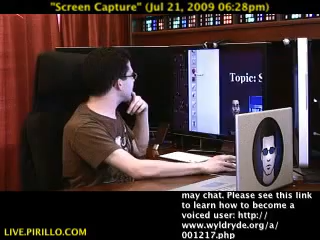 "Screen Capture" (Jul 21, 2009 06:28pm)
Topic: S
may chat. Please see this link
to learn how to become a
voiced user: http://
www.wyldryde.org/a/
001217.php
LIVE.PIRILLO.COM